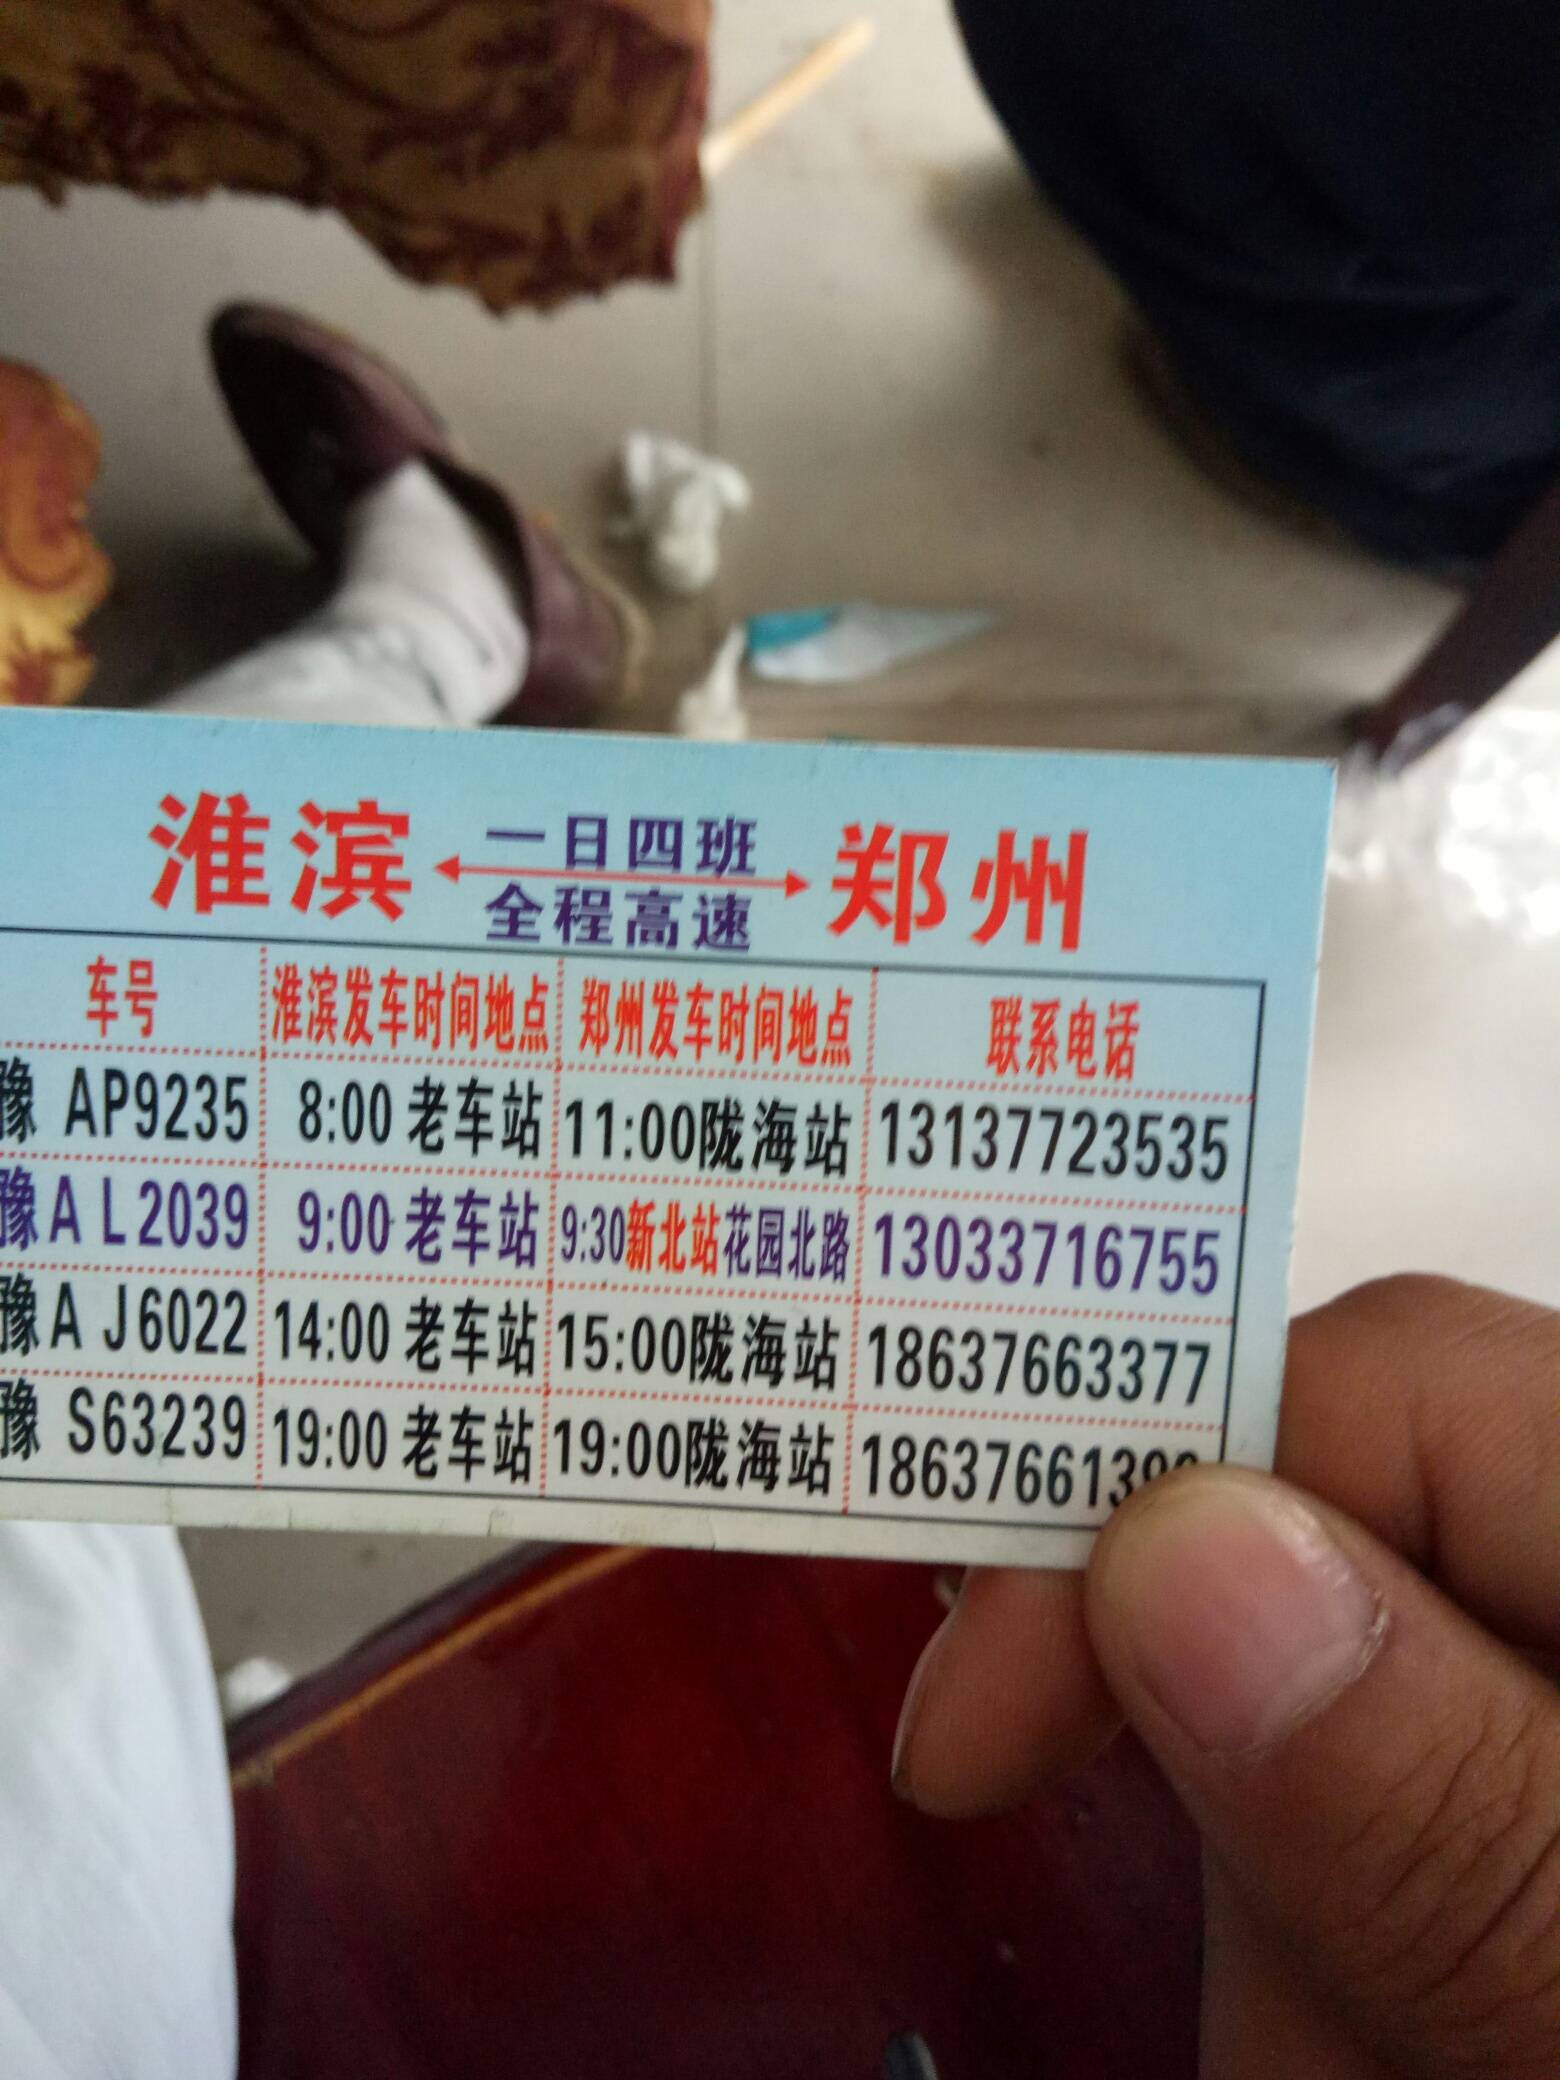 淮滨 一日四班 郑州
全程高速
车号 淮滨发车时间地点 郑州发车时间地点 联系电话
豫 AP9235 8:00 老车站 11:00陇海站 13137723535
豫A L2039 9:00 老车站 9:30新北站花园北路 13033716755
豫A J6022 14:00 老车站 15:00陇海站 18637663377
豫 S63239 19:00 老车站 19:00陇海站